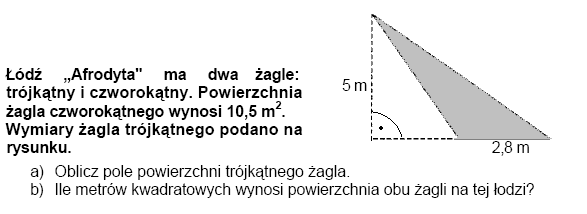 Łódź „Afrodyta" ma dwa żagle:
trójkątny i czworokątny. Powierzchnia
żagla czworokątnego wynosi 10,5 m².
Wymiary żagla trójkątnego podano na
rysunku.
5 m
2,8 m
a) Oblicz pole powierzchni trójkątnego żagla.
b) Ile metrów kwadratowych wynosi powierzchnia obu żagli na tej łodzi?